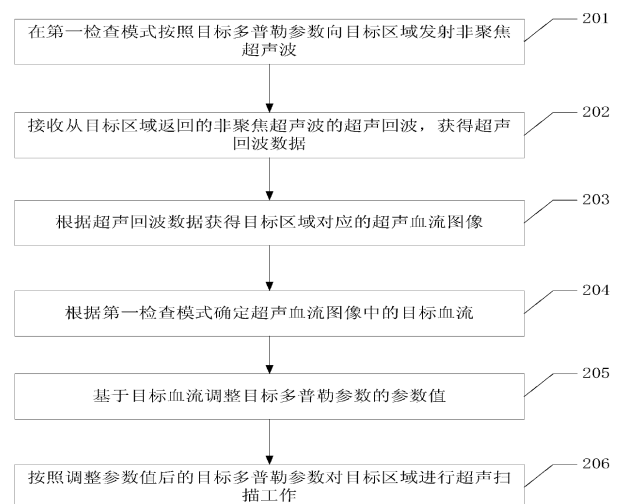 在第一检查模式按照目标多普勒参数向目标区域发射非聚焦
超声波
201
接收从目标区域返回的非聚焦超声波的超声回波，获得超声
回波数据
202
根据超声回波数据获得目标区域对应的超声血流图像
203
根据第一检查模式确定超声血流图像中的目标血流
204
基于目标血流调整目标多普勒参数的参数值
205
按照调整参数值后的目标多普勒参数对目标区域进行超声扫
描工作
206